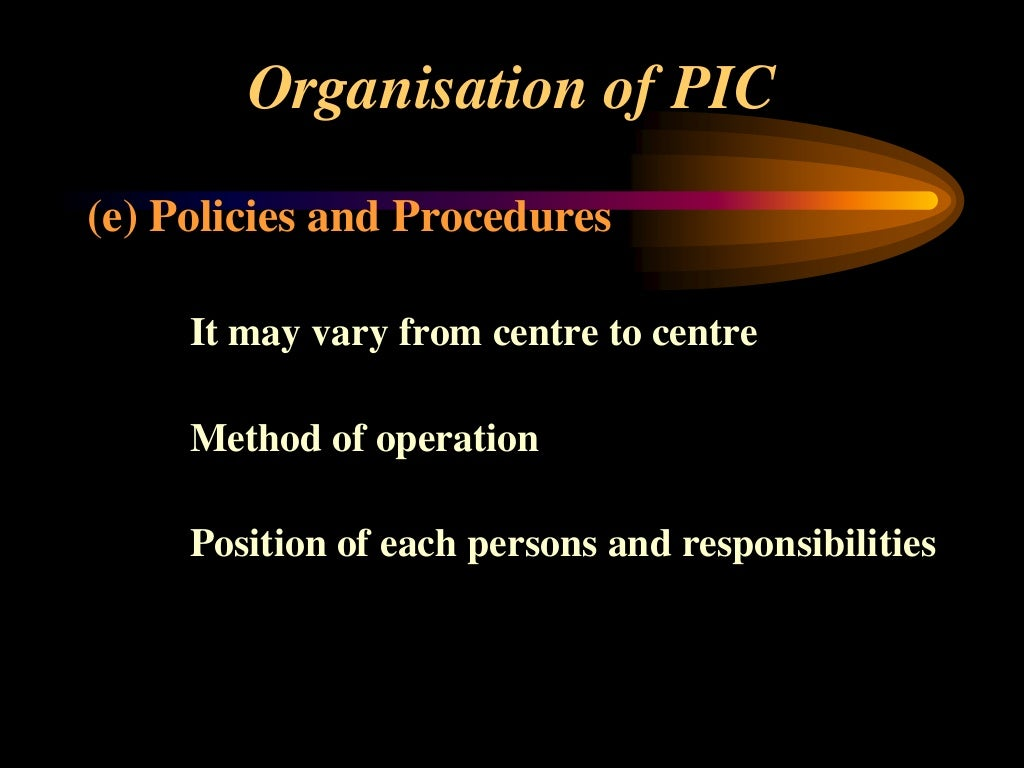 Organisation of PIC
(e) Policies and Procedures
It may vary from centre to centre
Method of operation
Position of each persons and responsibilities